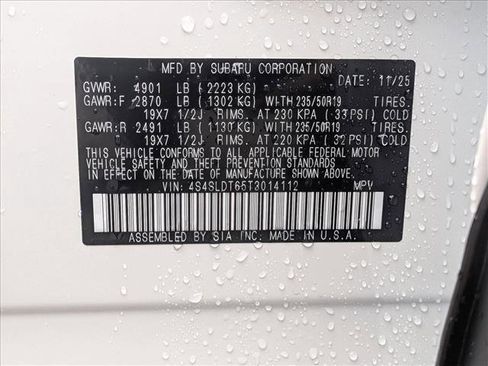 MFD BY SUBARU CORPORATION
DATE: 11/25
GVWR: 4901 LB (2223 KG)
GAWR:F 2870 LB (1302 KG) WITH 235/50R19 TIRES.
19X7 1/2J RIMS. AT 230 KPA (33PSI) COLD
GAWR:R 2491 LB (1130 KG) WITH 235/50R19 TIRES.
19X7 1/2J RIMS. AT 220 KPA (32PSI) COLD
THIS VEHICLE CONFORMS TO ALL APPLICABLE FEDERAL MOTOR
VEHICLE SAFETY AND THEFT PREVENTION STANDARDS
IN EFFECT ON THE DATE OF MANUFACTURE SHOWN ABOVE.
VIN: 4S4SLDT65T3014112 MPV
ASSEMBLED BY SIA INC. MADE IN U.S.A.